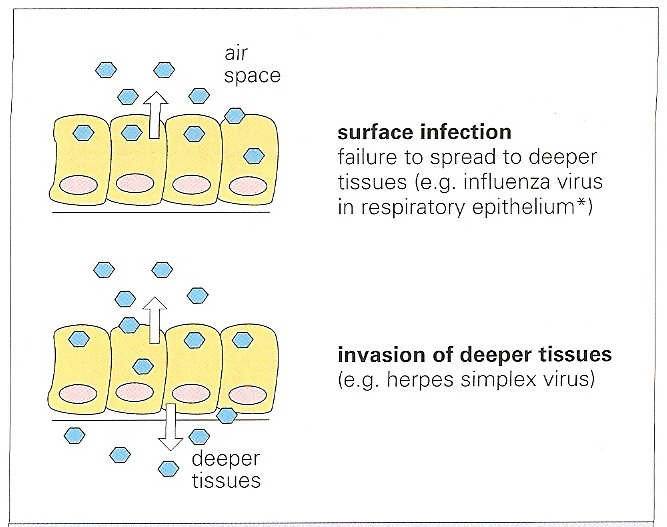 air
space
surface infection
failure to spread to deeper
tissues (e.g. influenza virus
in respiratory epithelium*)
invasion of deeper tissues
(e.g. herpes simplex virus)
deeper
tissues